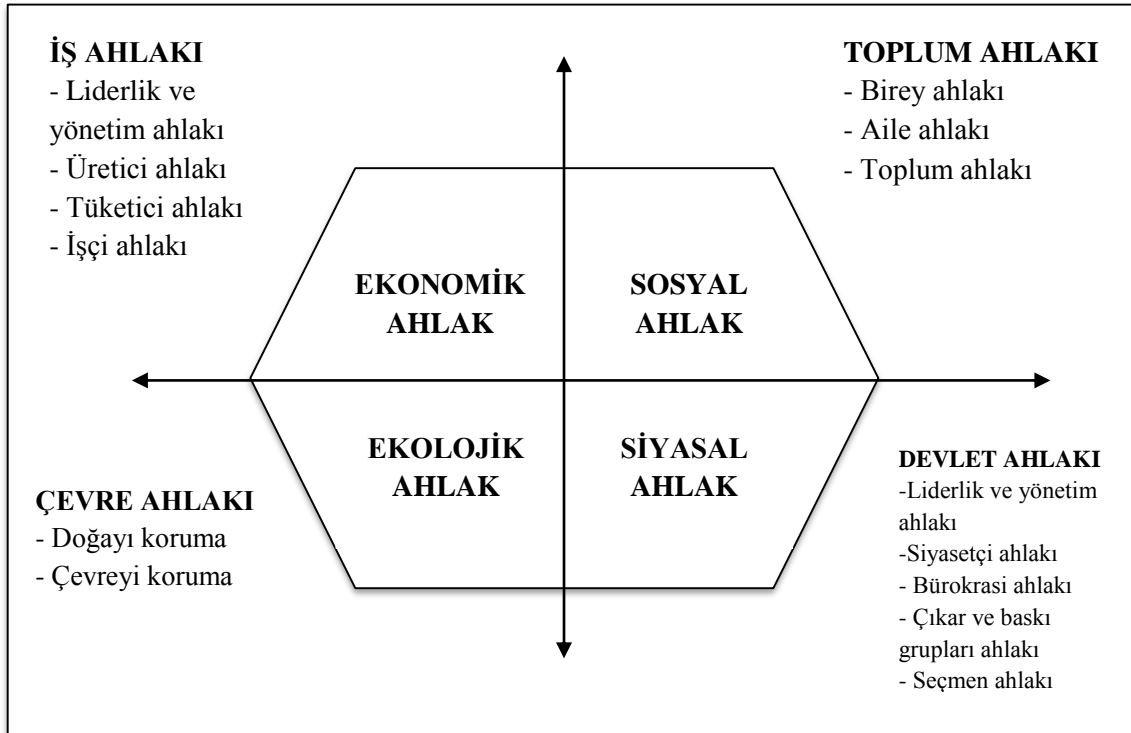 İŞ AHLAKI
- Liderlik ve
yönetim ahlakı
- Üretici ahlakı
- Tüketici ahlakı
- İşçi ahlakı
TOPLUM AHLAKI
- Birey ahlakı
- Aile ahlakı
- Toplum ahlakı
EKONOMİK
AHLAK
SOSYAL
AHLAK
EKOLOJİK
AHLAK
SİYASAL
AHLAK
ÇEVRE AHLAKI
- Doğayı koruma
- Çevreyi koruma
DEVLET AHLAKI
-Liderlik ve yönetim
ahlakı
-Siyasetçi ahlakı
- Bürokrasi ahlakı
- Çıkar ve baskı
grupları ahlakı
- Seçmen ahlakı